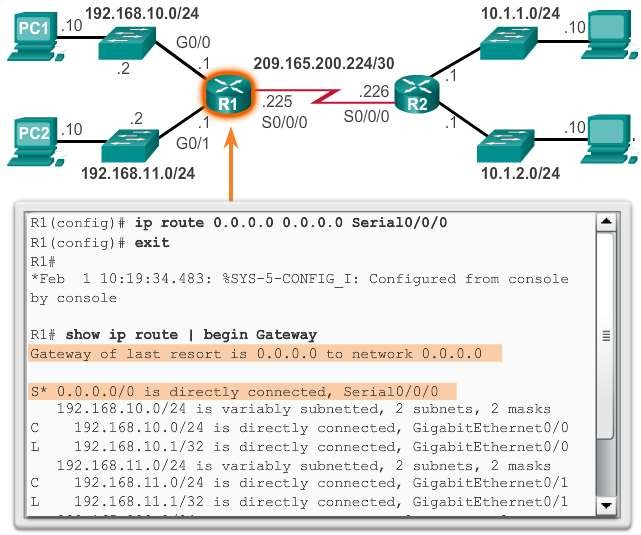 PC1
.10
192.168.10.0/24
G0/0
.2
.1
10.1.1.0/24
.10
209.165.200.224/30
.1
R1
.225
S0/0/0
.226
S0/0/0
R2
PC2
.10
.2
.1
G0/1
192.168.11.0/24
.1
.10
10.1.2.0/24
R1(config)# ip route 0.0.0.0 0.0.0.0 Serial0/0/0
R1(config)# exit
R1#
*Feb  1 10:19:34.483: %SYS-5-CONFIG_I: Configured from console
by console
R1# show ip route | begin Gateway
Gateway of last resort is 0.0.0.0 to network 0.0.0.0
S* 0.0.0.0/0 is directly connected, Serial0/0/0
192.168.10.0/24 is variably subnetted, 2 subnets, 2 masks
C 192.168.10.0/24 is directly connected, GigabitEthernet0/0
L 192.168.10.1/32 is directly connected, GigabitEthernet0/0
192.168.11.0/24 is variably subnetted, 2 subnets, 2 masks
C 192.168.11.0/24 is directly connected, GigabitEthernet0/1
L 192.168.11.1/32 is directly connected, GigabitEthernet0/1